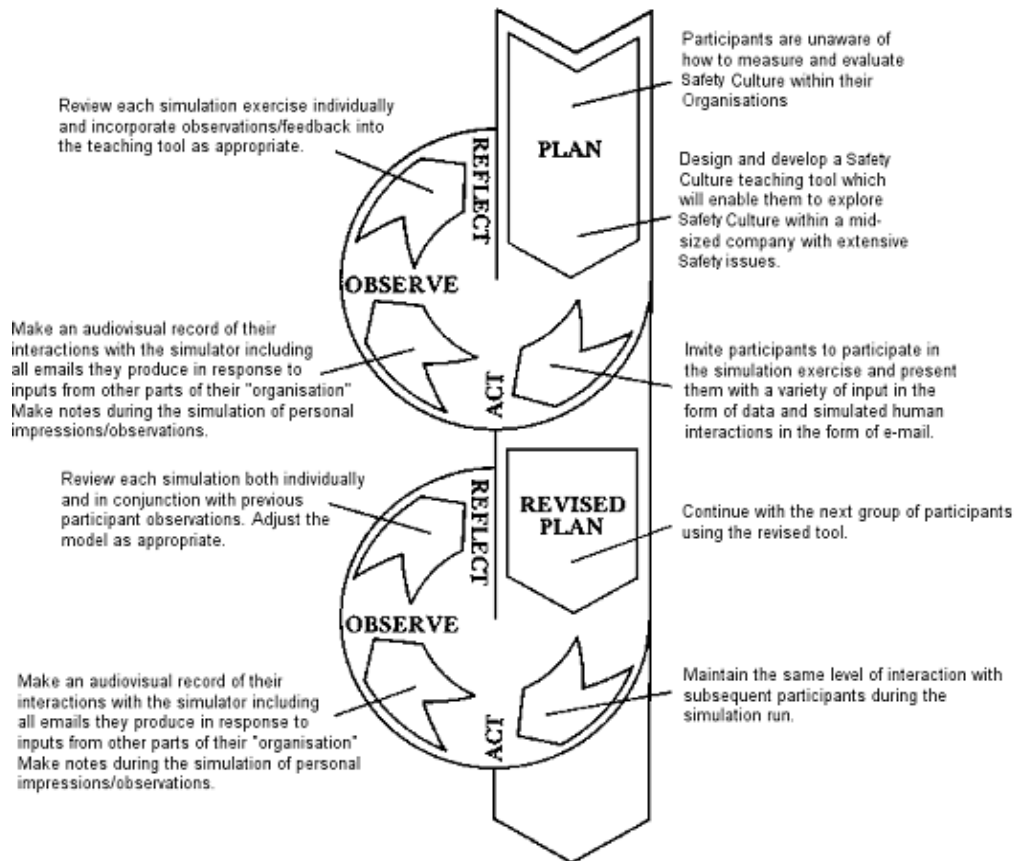 Participants are unaware of
how to measure and evaluate
Safety Culture within their
Organisations
PLAN
Design and develop a Safety
Culture teaching tool which
will enable them to explore
Safety Culture within a mid-
sized company with extensive
Safety issues.
Review each simulation exercise individually
and incorporate observations/feedback into
the teaching tool as appropriate.
REFLECT
OBSERVE
Make an audiovisual record of their
interactions with the simulator including
all emails they produce in response to
inputs from other parts of their "organisation"
Make notes during the simulation of personal
impressions/observations.
ACT
Invite participants to participate in
the simulation exercise and present
them with a variety of input in the
form of data and simulated human
interactions in the form of e-mail.
Review each simulation both individually
and in conjunction with previous
participant observations. Adjust the
model as appropriate.
REFLECT
REVISED
PLAN
Continue with the next group of participants
using the revised tool.
OBSERVE
Make an audiovisual record of their
interactions with the simulator including
all emails they produce in response to
inputs from other parts of their "organisation"
Make notes during the simulation of personal
impressions/observations.
ACT
Maintain the same level of interaction with
subsequent participants during the
simulation run.